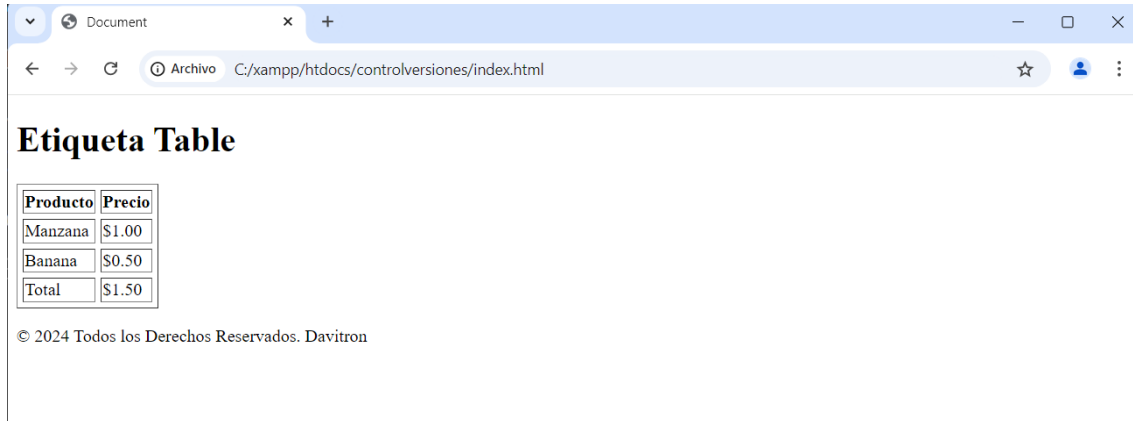 Document
Archivo C:/xampp/htdocs/controlversiones/index.html
Etiqueta Table
Producto Precio
Manzana $1.00
Banana $0.50
Total $1.50
© 2024 Todos los Derechos Reservados. Davitron